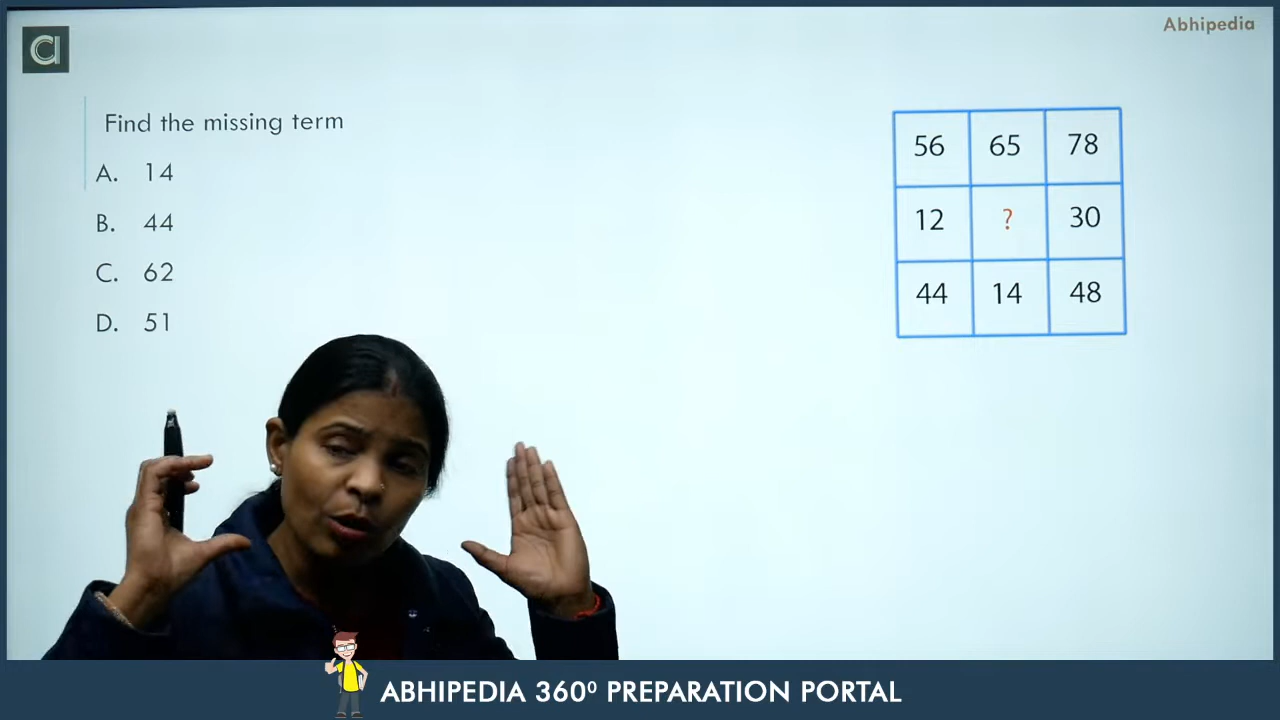 Abhipedia
Find the missing term
A. 14
B. 44
C. 62
D. 51
56 65 78
12 ? 30
44 14 48
ABHIPEDIA 360⁰ PREPARATION PORTAL